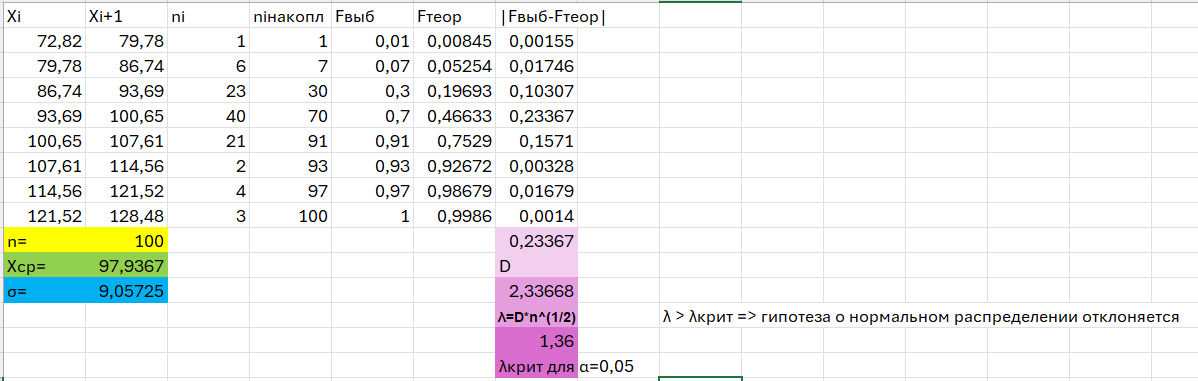 Xi Xi+1 ni niнакопл Fвыб Fтеор |Fвыб-Fтеор|
72,82 79,78 1 1 0,01 0,00845 0,00155
79,78 86,74 6 7 0,07 0,05254 0,01746
86,74 93,69 23 30 0,3 0,19693 0,10307
93,69 100,65 40 70 0,7 0,46633 0,23367
100,65 107,61 21 91 0,91 0,7529 0,1571
107,61 114,56 2 93 0,93 0,92672 0,00328
114,56 121,52 4 97 0,97 0,98679 0,01679
121,52 128,48 3 100 1 0,9986 0,0014
n= 100 0,23367
Xср= 97,9367 D
σ= 9,05725 2,33668
λ=D*n^(1/2) λ > λкрит => гипотеза о нормальном распределении отклоняется
1,36
λкрит для α=0,05